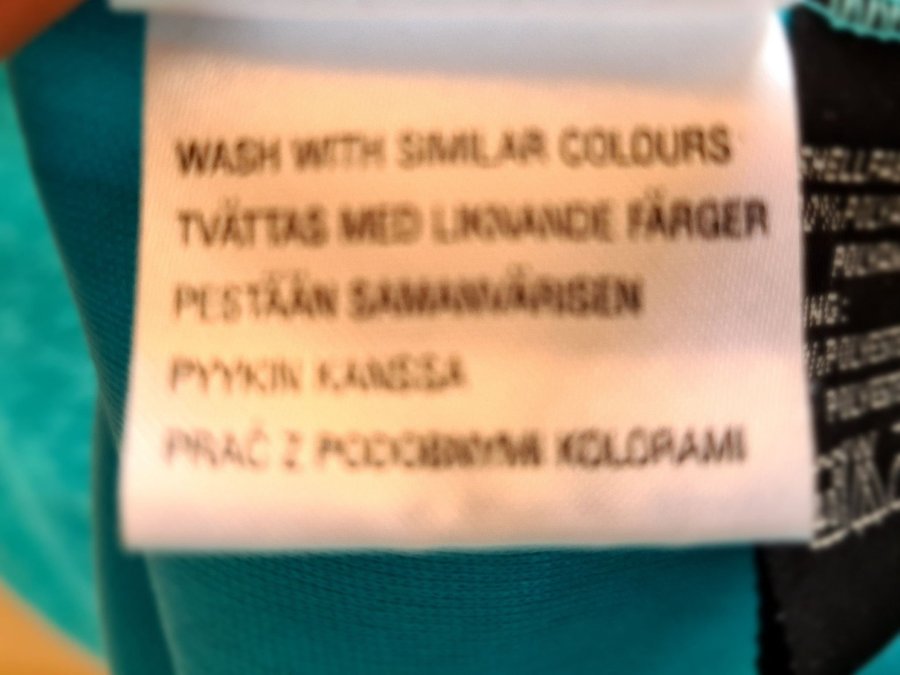 WASH WITH SIMILAR COLOURS
TVÄTTAS MED LIKNANDE FÄRGER
PESTÄÄN SAMANVÄRISEN
PYYKIN KANSSA
PRAĆ Z PODOBNYMI KOLORAMI